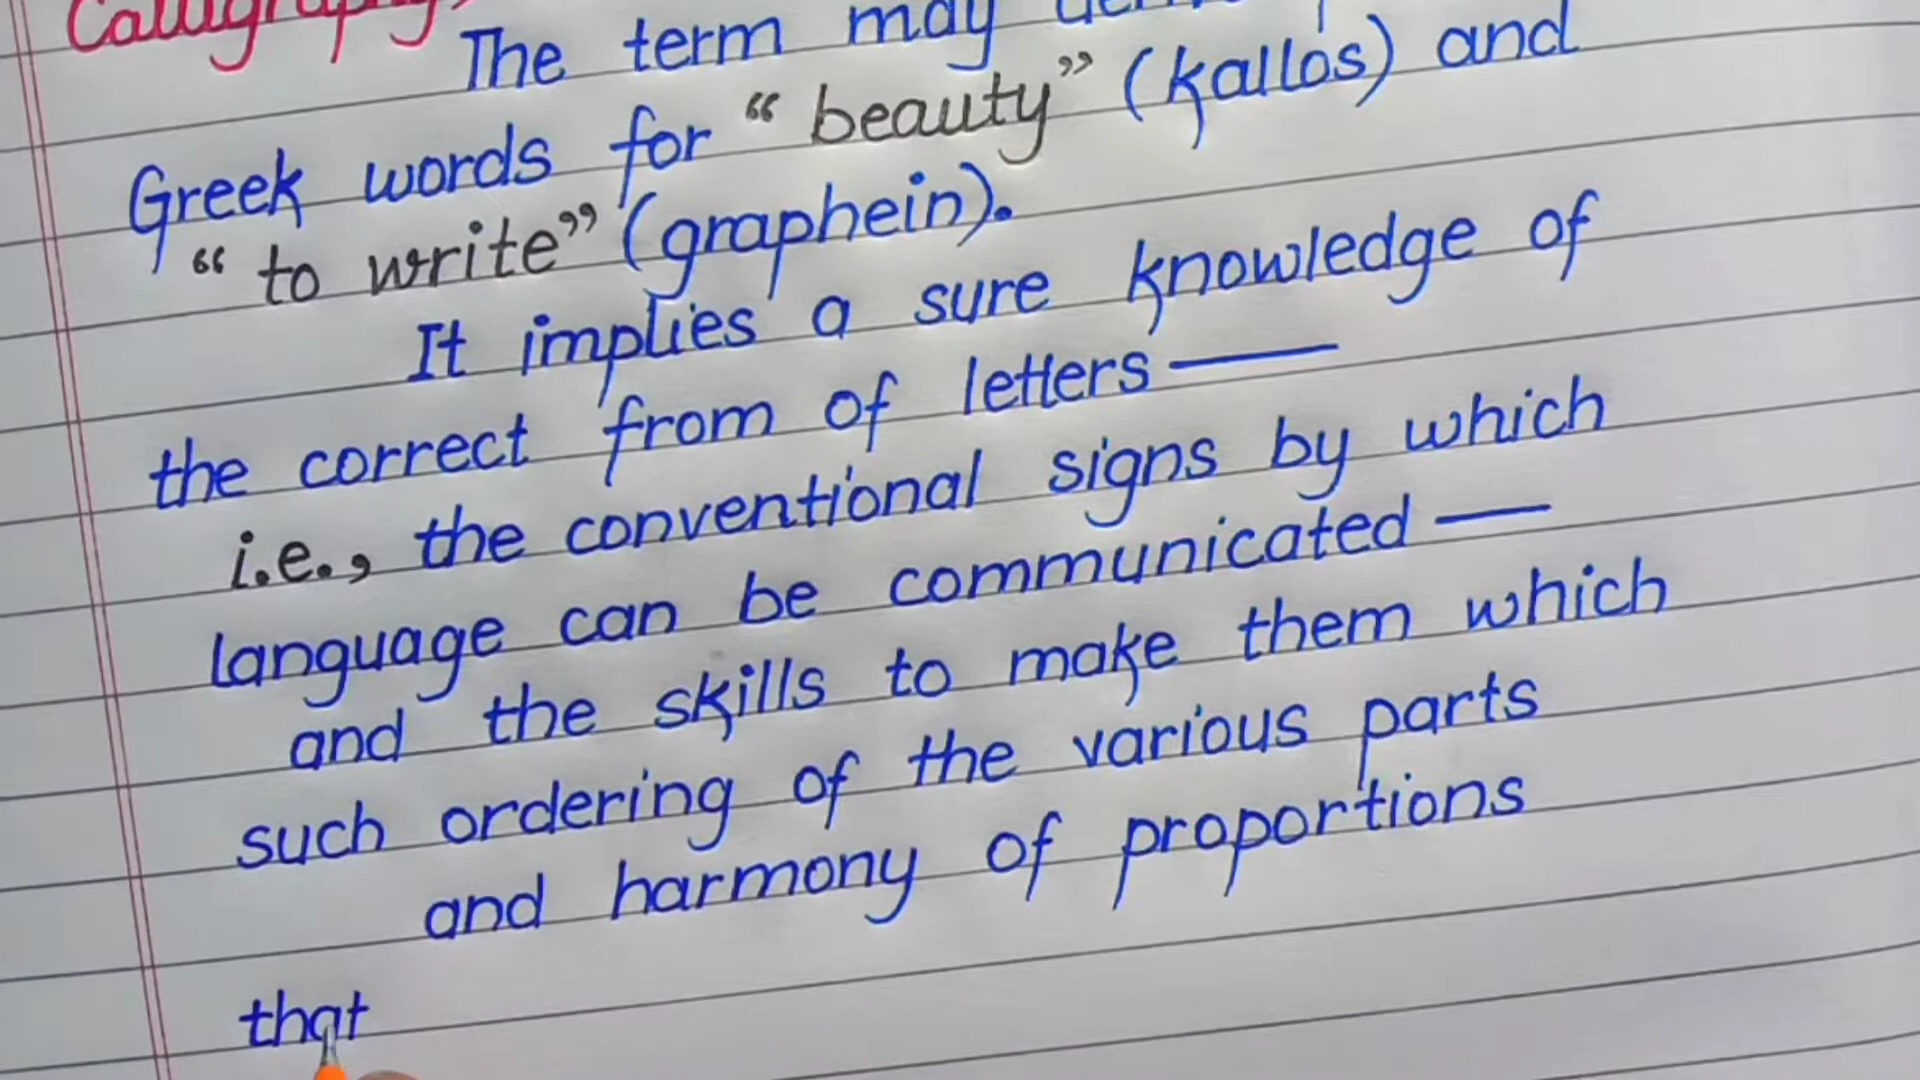 Calligraphy
The term may
Greek words for “beauty” (kallos) and
“to write” (graphein).
It implies a sure knowledge of
the correct from of letters —
i.e., the conventional signs by which
language can be communicated —
and the skills to make them which
such ordering of the various parts
and harmony of proportions
that